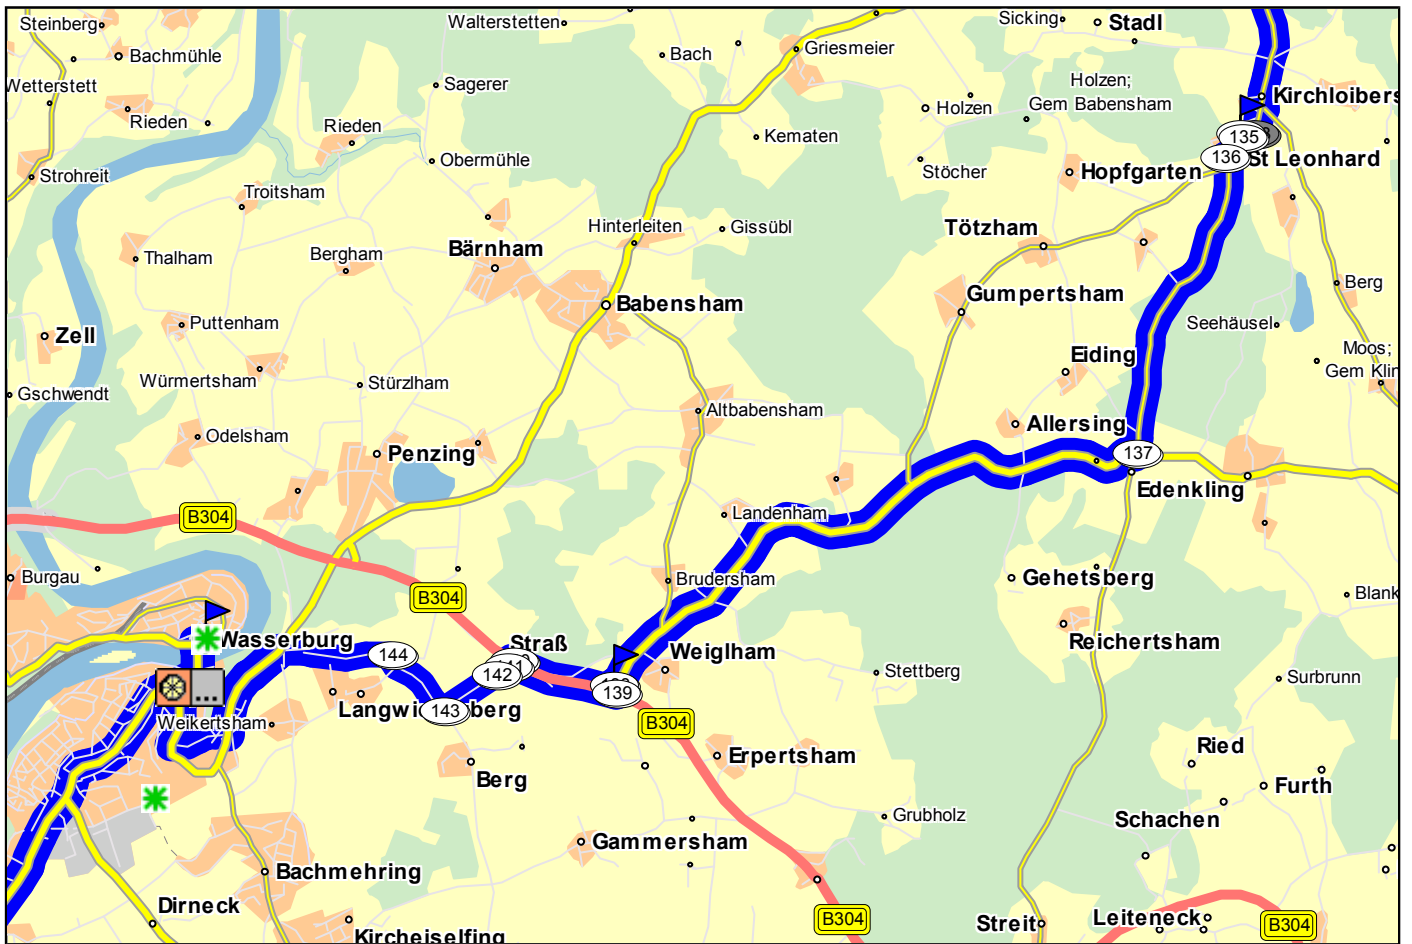 Steinberg
Walterstetten
Sicking
Stadl
Bachmühle
Bach
Griesmeier
Wetterstett
Sagerer
Holzen;
Gem Babensham
Kirchloibers
Rieden
Rieden
Holzen
Kematen
135
136
St Leonhard
Obermühle
Strohreit
Stöcher
Hopfgarten
Troitsham
Hinterleiten
Gissübl
Tötzham
Thalham
Bergham
Bärnham
Berg
Gumpertsham
Babensham
Puttenham
Seehäusel
Zell
Eiding
Moos;
Gem Klin
Würmertsham
Stürzlham
Gschwendt
Altbabensham
Allersing
Odelsham
Penzing
137
Edenkling
B304
Landenham
Burgau
Brudersham
Gehetsberg
B304
Blank
Wasserburg
Straß
Reichertsham
144
Weiglham
142
Stettberg
139
Surbrunn
Langwi
143
berg
Weikertsham
B304
Ried
Erpertsham
Berg
Furth
Grubholz
Schachen
Gammersham
Bachmehring
Dirneck
B304
Streit
Leiteneck
B304
Kircheiselfing